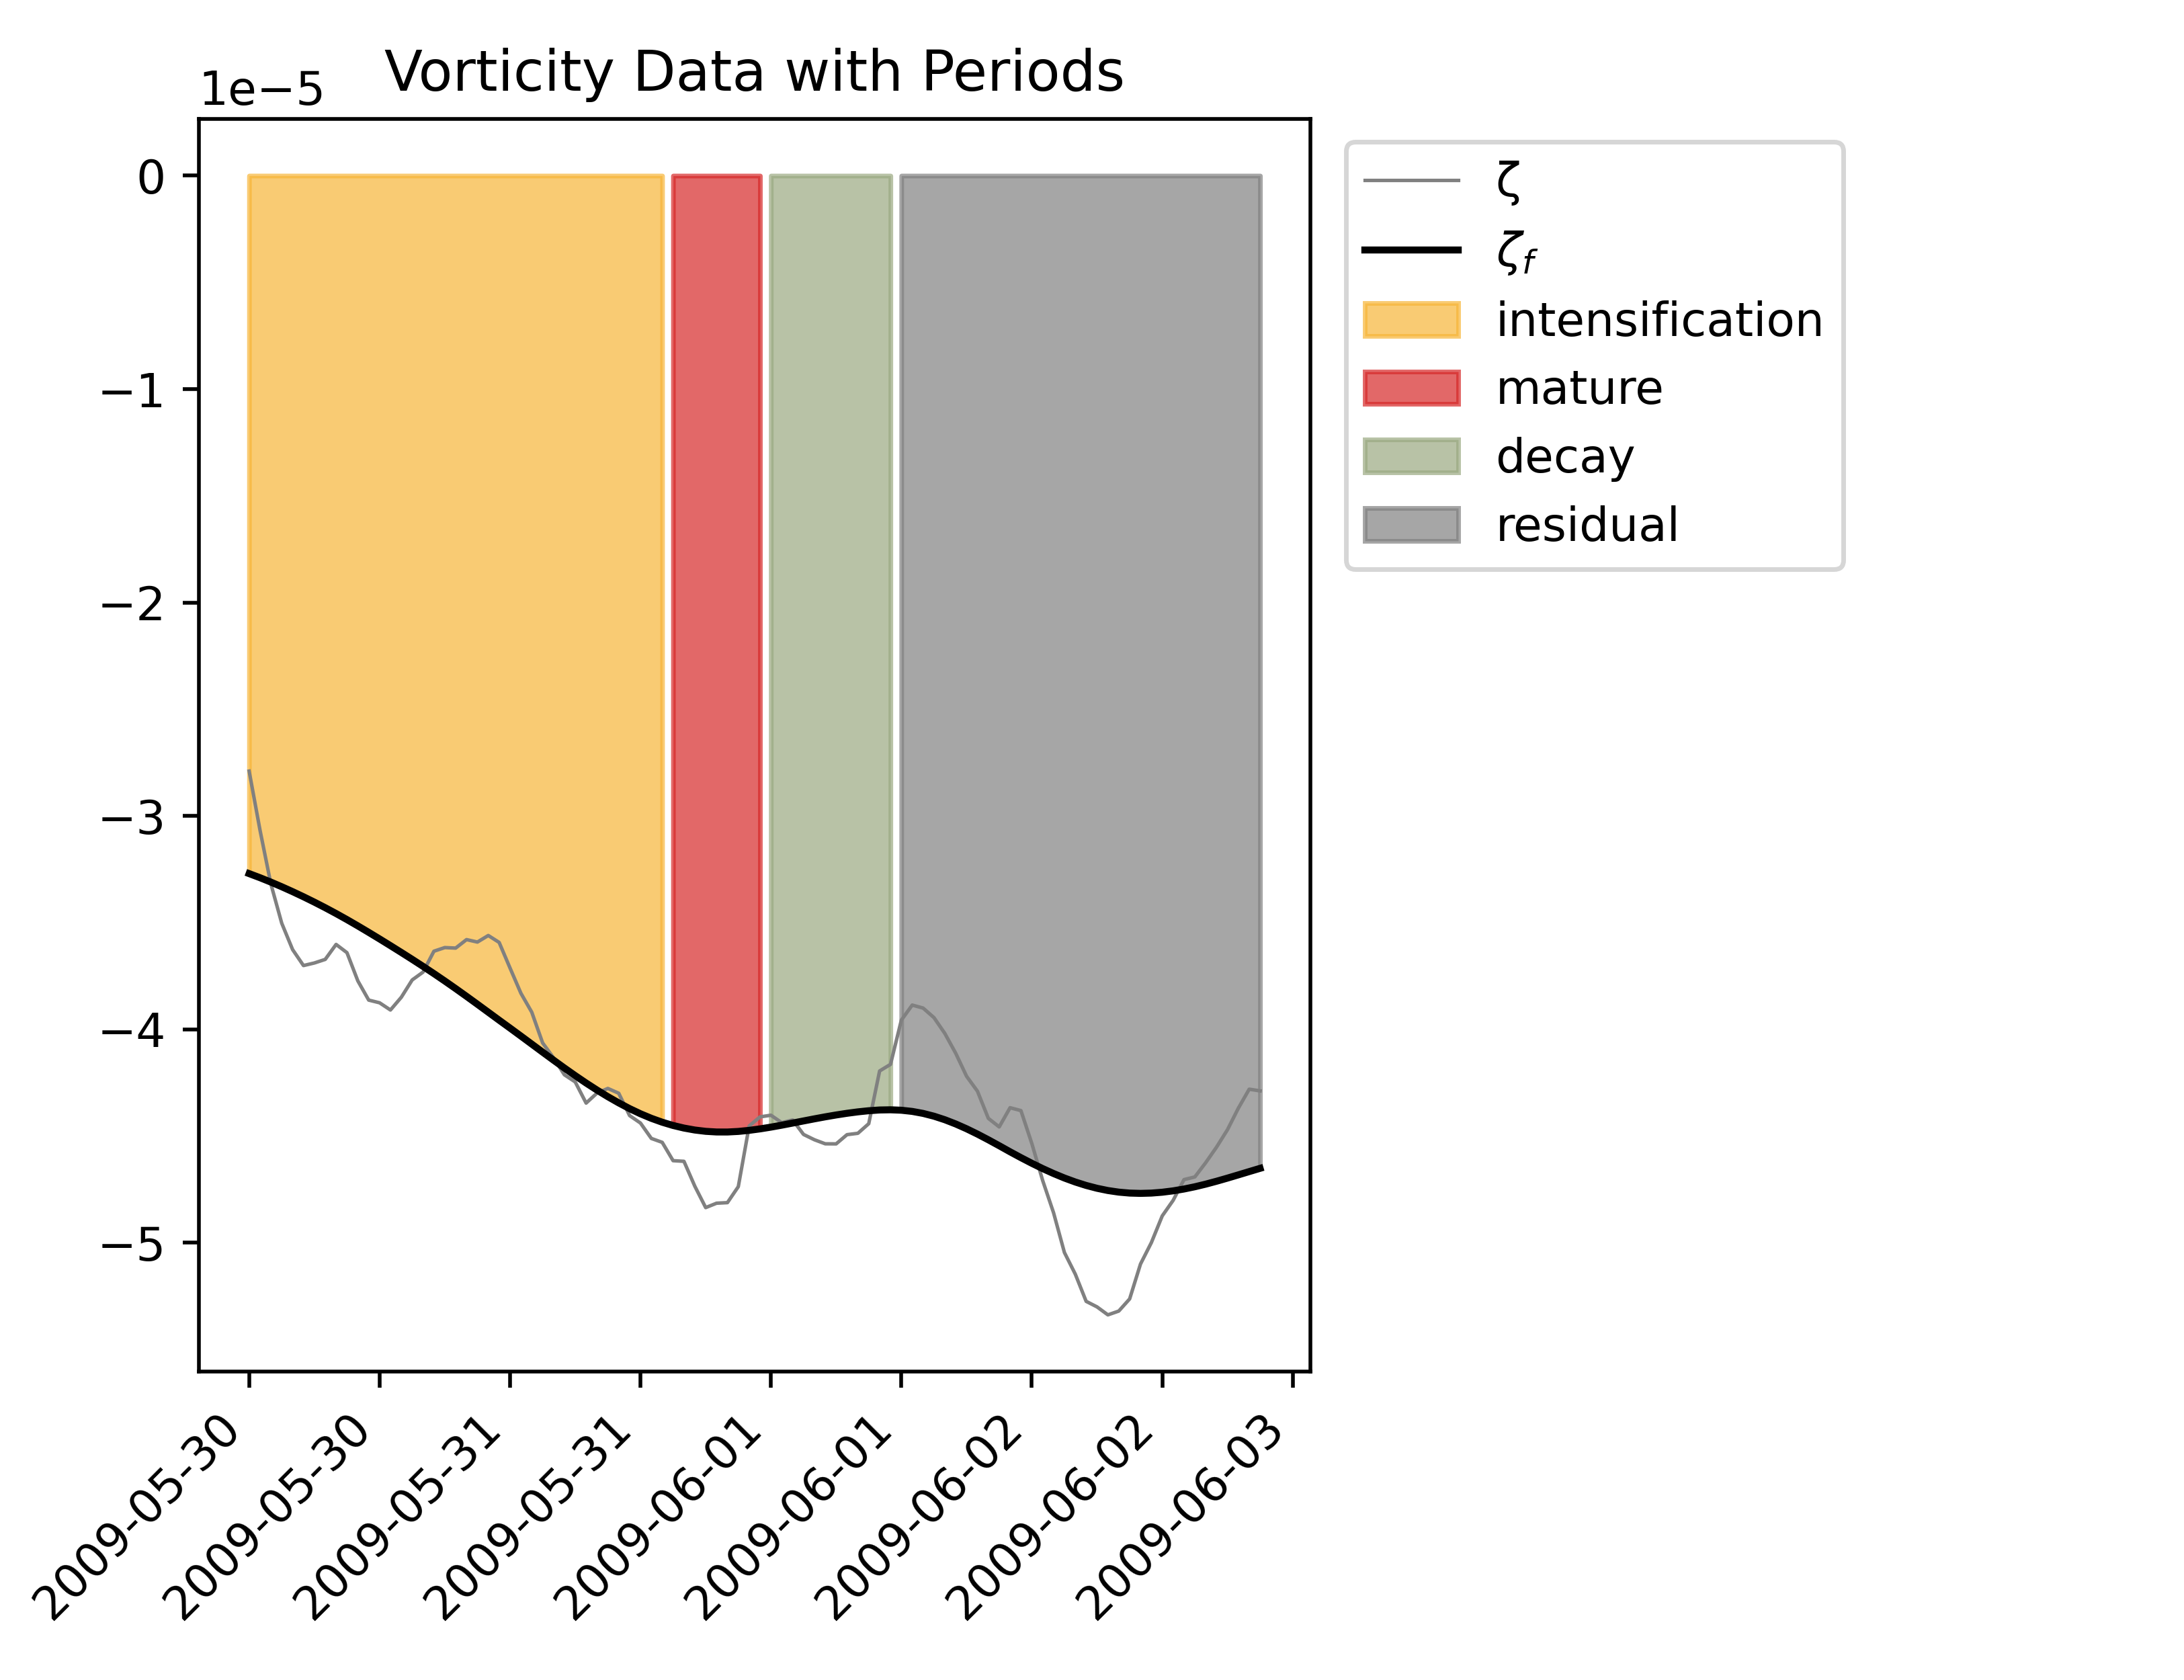 Vorticity Data with Periods
1e−5
0
−1
−2
−3
−4
−5
2009-05-30
2009-05-30
2009-05-31
2009-05-31
2009-06-01
2009-06-01
2009-06-02
2009-06-02
2009-06-03
ζ
ζf
intensification
mature
decay
residual